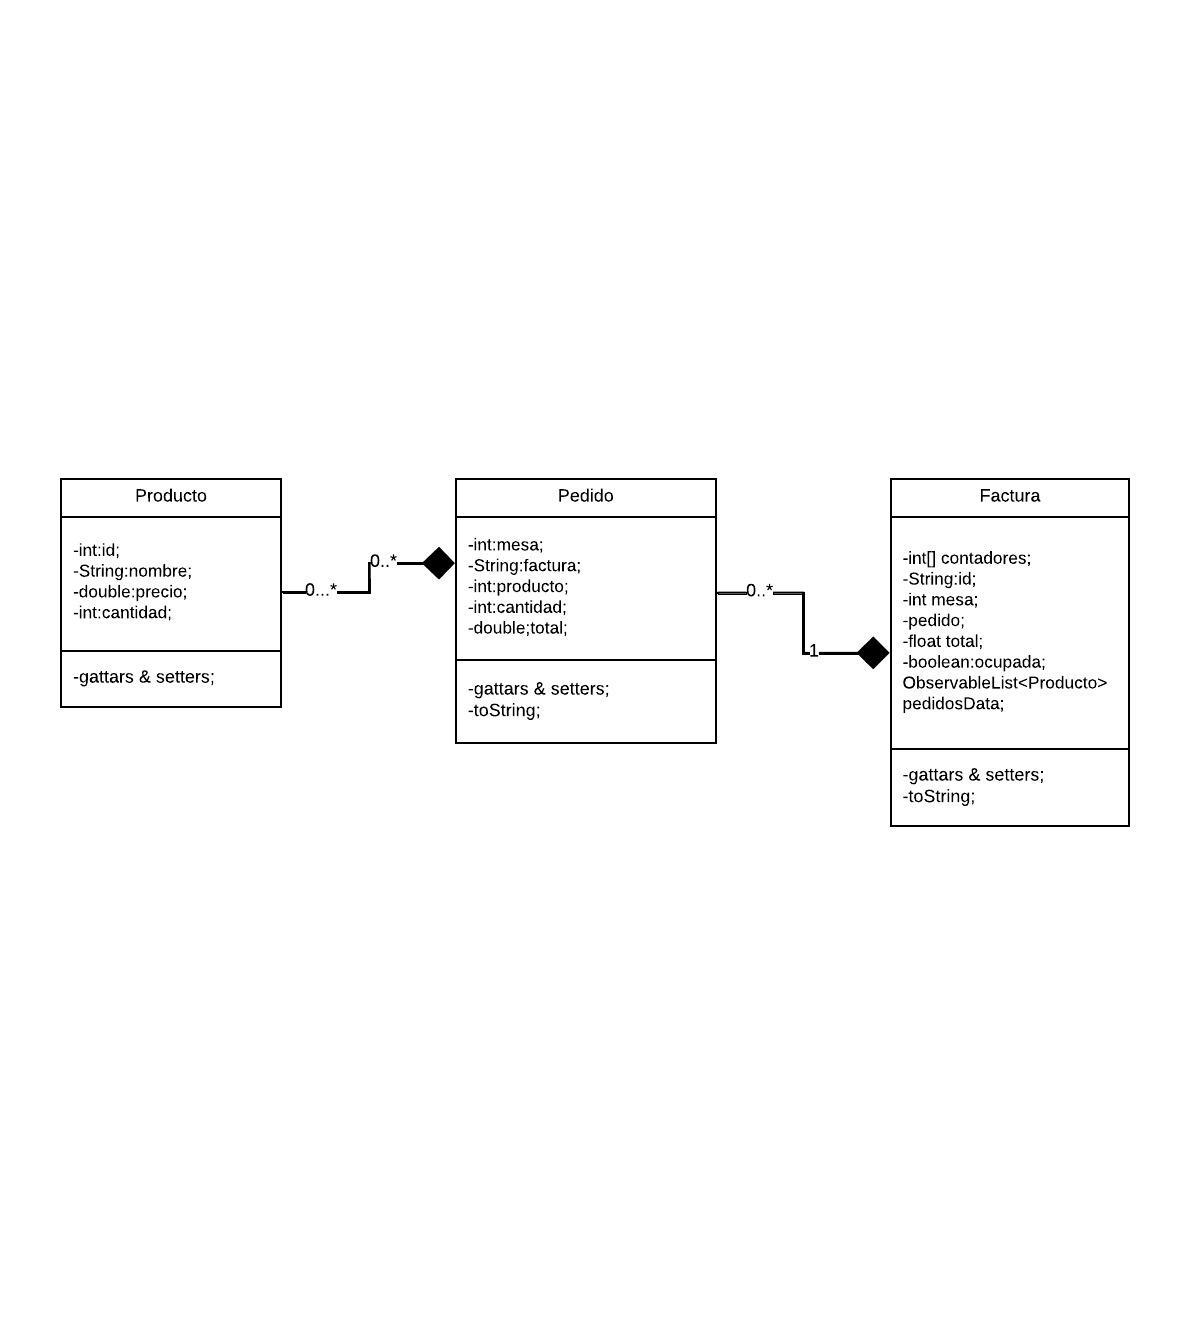 Producto
-int:id;
-String:nombre;
-double:precio;
-int:cantidad;
-gattars & setters;
0...*
0..*
Pedido
-int:mesa;
-String:factura;
-int:producto;
-int:cantidad;
-double;total;
-gattars & setters;
-toString;
0..*
1
Factura
-int[] contadores;
-String:id;
-int mesa;
-pedido;
-float total;
-boolean:ocupada;
ObservableList<Producto>
pedidosData;
-gattars & setters;
-toString;